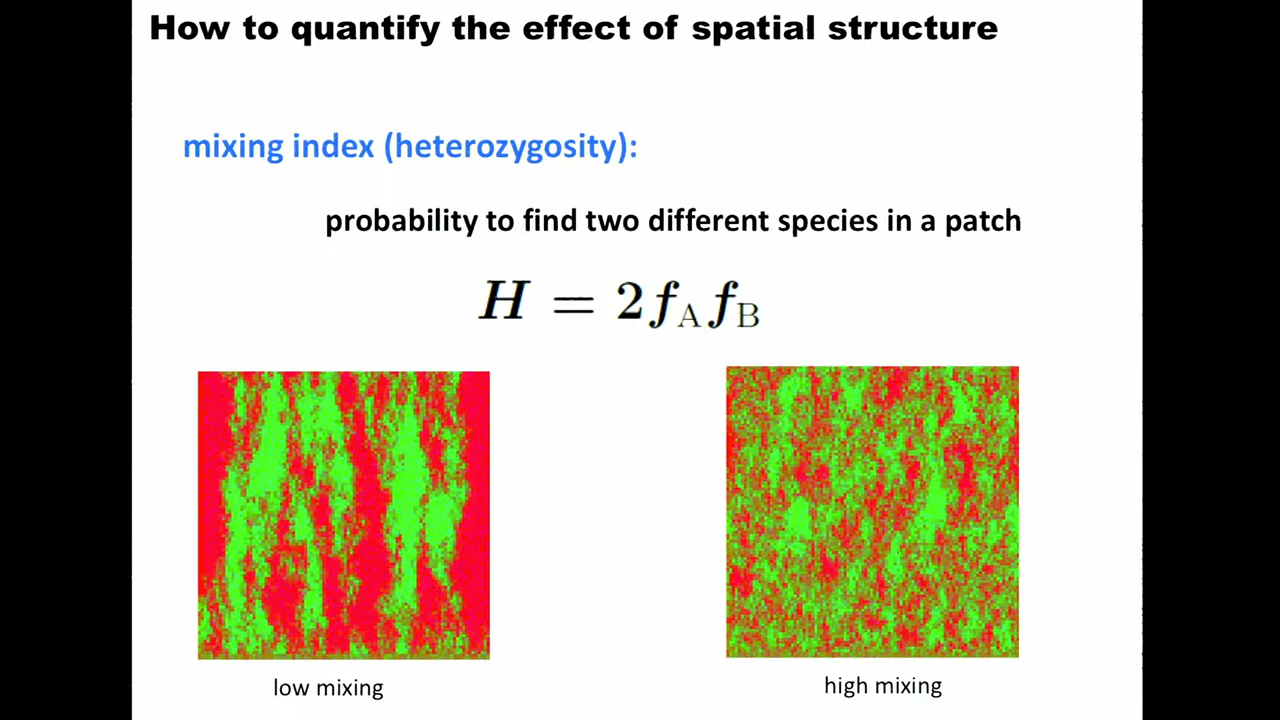 How to quantify the effect of spatial structure
mixing index (heterozygosity):
probability to find two different species in a patch
H = 2f_A f_B
low mixing
high mixing